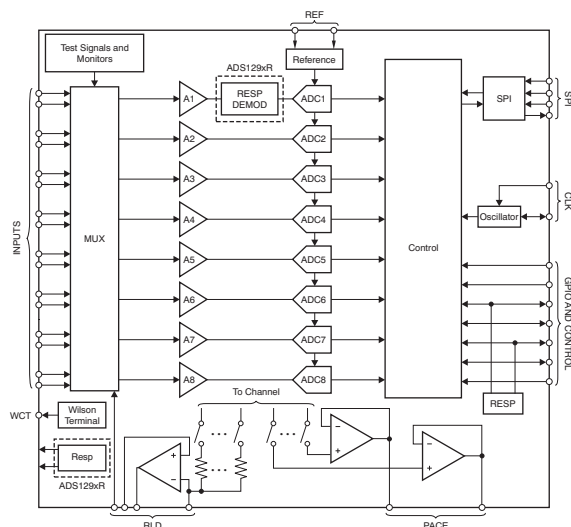 REF
Test Signals and
Monitors
ADS129xR
Reference
RESP
DEMOD
A1
ADC1
SPI
SPI
A2
ADC2
A3
ADC3
INPUTS
MUX
A4
ADC4
Control
Oscillator
CLK
A5
ADC5
A6
ADC6
GPIO AND CONTROL
A7
ADC7
A8
ADC8
RESP
To Channel
WCT
Wilson
Terminal
Resp
ADS129xR
RLD
PACE